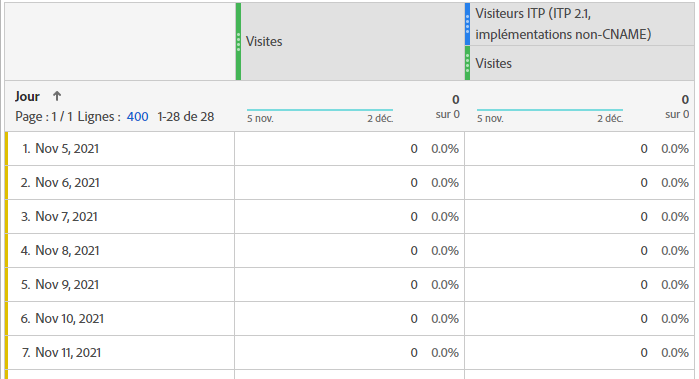 Visites
Visiteurs ITP (ITP 2.1,
implémentations non-CNAME)
Visites
Jour ↑
Page : 1 / 1 Lignes : 400 1-28 de 28
5 nov. 2 déc.
0
sur 0
5 nov. 2 déc.
0
sur 0
1. Nov 5, 2021 0 0.0% 0 0.0%
2. Nov 6, 2021 0 0.0% 0 0.0%
3. Nov 7, 2021 0 0.0% 0 0.0%
4. Nov 8, 2021 0 0.0% 0 0.0%
5. Nov 9, 2021 0 0.0% 0 0.0%
6. Nov 10, 2021 0 0.0% 0 0.0%
7. Nov 11, 2021 0 0.0% 0 0.0%